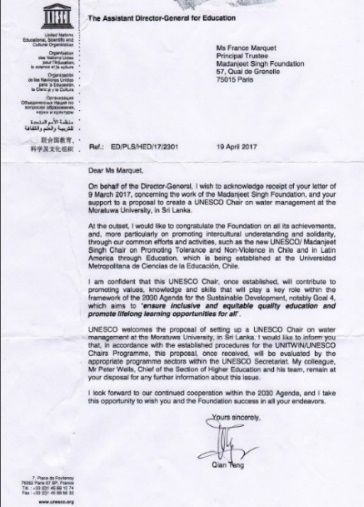 The Assistant Director-General for Education
United Nations
Educational, Scientific and
Cultural Organization
Organisation
des Nations Unies
pour l'éducation,
la science et la culture
Organización
de las Naciones Unidas
para la Educación,
la Ciencia y la Cultura
Организация
Объединенных Наций по
вопросам образования,
науки и культуры
منظمة الأمم المتحدة
للتربية والعلم والثقافة
联合国教育、
科学及文化组织
Ms France Marquet
Principal Trustee
Madanjeet Singh Foundation
57, Quai de Grenelle
75015 Paris
Ref.: ED/PLS/HED/17/2301 19 April 2017
Dear Ms Marquet,
On behalf of the Director-General, I wish to acknowledge receipt of your letter of
9 March 2017, concerning the work of the Madanjeet Singh Foundation, and your
support to a proposal to create a UNESCO Chair on water management at the
Moratuwa University, in Sri Lanka.
At the outset, I would like to congratulate the Foundation on all its achievements,
and, more particularly on promoting intercultural understanding and solidarity,
through our common efforts and activities, such as the new UNESCO/ Madanjeet
Singh Chair on Promoting Tolerance and Non-Violence in Chile and in Latin
America through Education, which is being established at the Universidad
Metropolitana de Ciencias de la Educación, Chile.
I am confident that this UNESCO Chair, once established, will contribute to
promoting values, knowledge and skills that will play a key role within the
framework of the 2030 Agenda for the Sustainable Development, notably Goal 4,
which aims to 'ensure inclusive and equitable quality education and
promote lifelong learning opportunities for all'.
UNESCO welcomes the proposal of setting up a UNESCO Chair on water
management at the Moratuwa University, in Sri Lanka. I would like to inform you
that, in accordance with the established procedures for the UNITWIN/UNESCO
Chairs Programme, this proposal, once received, will be evaluated by the
appropriate programme sectors within the UNESCO Secretariat. My colleague,
Mr Peter Wells, Chief of the Section of Higher Education and his team, remain at
your disposal for any further information about this issue.
I look forward to our continued cooperation within the 2030 Agenda, and I take
this opportunity to wish you and the Foundation success in all your endeavors.
Yours sincerely,
Qian Tang
7, Place de Fontenoy
75352 Paris 07 SP, France
www.unesco.org